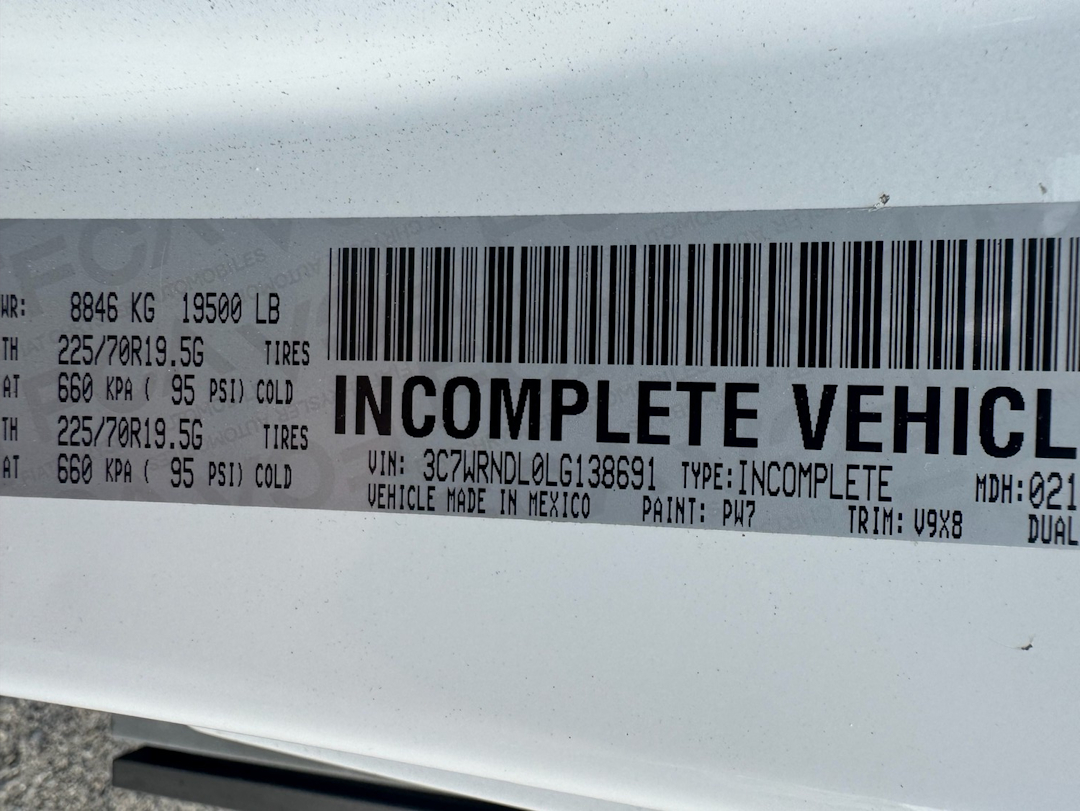 WR: 8846 KG 19500 LB
TH 225/70R19.5G TIRES
AT 660 KPA ( 95 PSI) COLD
TH 225/70R19.5G TIRES
AT 660 KPA ( 95 PSI) COLD
INCOMPLETE VEHICL
VIN: 3C7WRNDL0LG138691 TYPE:INCOMPLETE MDH:021
VEHICLE MADE IN MEXICO PAINT: PW7 TRIM: V9X8 DUAL